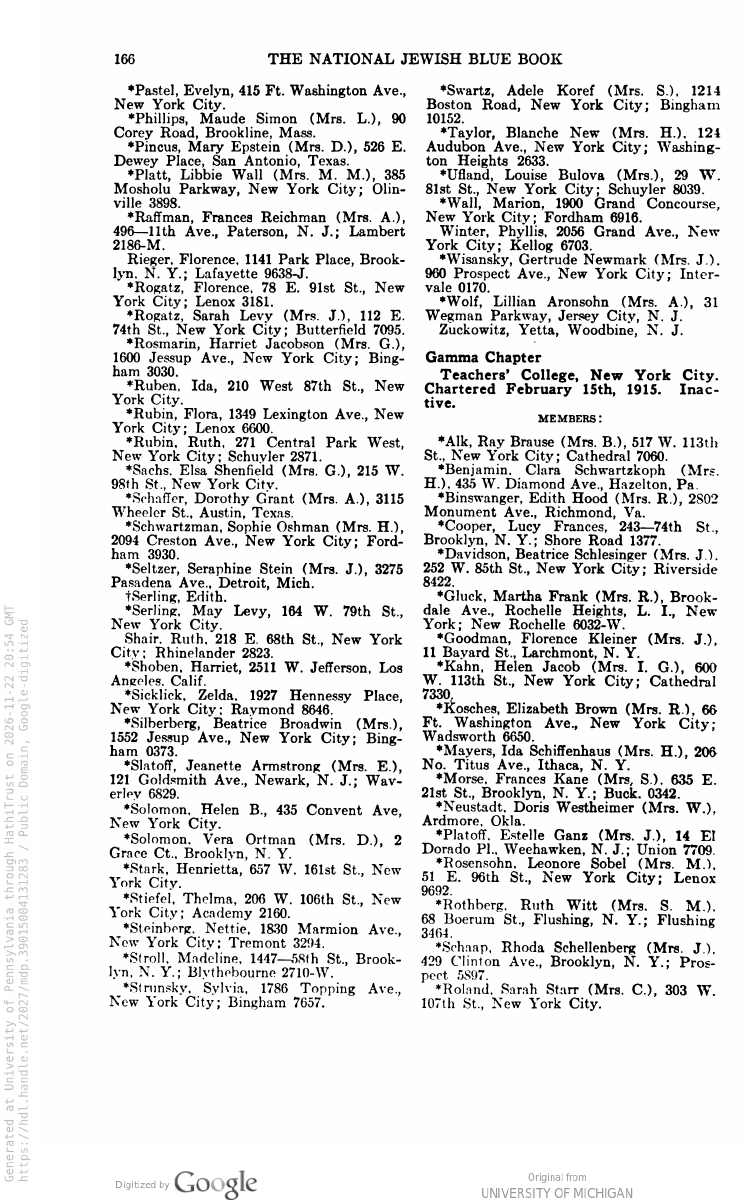 166
THE NATIONAL JEWISH BLUE BOOK
*Pastel, Evelyn, 415 Ft. Washington Ave.,
New York City.
*Phillips, Maude Simon (Mrs. L.), 90
Corey Road, Brookline, Mass.
*Pincus, Mary Epstein (Mrs. D.), 526 E.
Dewey Place, San Antonio, Texas.
*Platt, Libbie Wall (Mrs. M. M.), 385
Mosholu Parkway, New York City; Olin-
ville 3898.
*Raffman, Frances Reichman (Mrs. A.),
496—11th Ave., Paterson, N. J.; Lambert
2186-M.
Rieger, Florence, 1141 Park Place, Brook-
lyn, N. Y.; Lafayette 9638-J.
*Rogatz, Florence, 78 E. 91st St., New
York City; Lenox 3181.
*Rogatz, Sarah Levy (Mrs. J.), 112 E.
74th St., New York City; Butterfield 7095.
*Rosmarin, Harriet Jacobson (Mrs. G.),
1600 Jessup Ave., New York City; Bing-
ham 3030.
*Ruben, Ida, 210 West 87th St., New
York City.
*Rubin, Flora, 1349 Lexington Ave., New
York City; Lenox 6600.
*Rubin, Ruth, 271 Central Park West,
New York City; Schuyler 2871.
*Sachs, Elsa Shenfield (Mrs. G.), 215 W.
98th St., New York City.
*Schaffer, Dorothy Grant (Mrs. A.), 3115
Wheeler St., Austin, Texas.
*Schwartzman, Sophie Oshman (Mrs. H.),
2094 Creston Ave., New York City; Ford-
ham 3930.
*Seltzer, Seraphine Stein (Mrs. J.), 3275
Pasadena Ave., Detroit, Mich.
†Serling, Edith.
*Serling, May Levy, 164 W. 79th St.,
New York City.
Shair, Ruth, 218 E. 68th St., New York
City; Rhinelander 2823.
*Shoben, Harriet, 2511 W. Jefferson, Los
Angeles, Calif.
*Sicklick, Zelda, 1927 Hennessy Place,
New York City; Raymond 8646.
*Silberberg, Beatrice Broadwin (Mrs.),
1552 Jessup Ave., New York City; Bing-
ham 0373.
*Slatoff, Jeanette Armstrong (Mrs. E.),
121 Goldsmith Ave., Newark, N. J.; Wav-
erley 6829.
*Solomon, Helen B., 435 Convent Ave,
New York City.
*Solomon, Vera Ortman (Mrs. D.), 2
Grace Ct., Brooklyn, N. Y.
*Stark, Henrietta, 657 W. 161st St., New
York City.
*Stiefel, Thelma, 206 W. 106th St., New
York City; Academy 2160.
*Steinberg, Nettie, 1830 Marmion Ave.,
New York City; Tremont 3294.
*Stroll, Madeline, 1447—58th St., Brook-
lyn, N. Y.; Blythebourne 2710-W.
*Strunsky, Sylvia, 1786 Topping Ave.,
New York City; Bingham 7657.
*Swartz, Adele Koref (Mrs. S.), 1214
Boston Road, New York City; Bingham
10152.
*Taylor, Blanche New (Mrs. H.), 124
Audubon Ave., New York City; Washing-
ton Heights 2633.
*Ufland, Louise Bulova (Mrs.), 29 W.
81st St., New York City; Schuyler 8039.
*Wall, Marion, 1900 Grand Concourse,
New York City; Fordham 6916.
Winter, Phyllis, 2056 Grand Ave., New
York City; Kellog 6703.
*Wisansky, Gertrude Newmark (Mrs. J.),
960 Prospect Ave., New York City; Inter-
vale 0170.
*Wolf, Lillian Aronsohn (Mrs. A.), 31
Wegman Parkway, Jersey City, N. J.
Zuckowitz, Yetta, Woodbine, N. J.
Gamma Chapter
Teachers' College, New York City.
Chartered February 15th, 1915. Inac-
tive.
MEMBERS:
*Alk, Ray Brause (Mrs. B.), 517 W. 113th
St., New York City; Cathedral 7060.
*Benjamin, Clara Schwartzkoph (Mrs.
H.), 435 W. Diamond Ave., Hazelton, Pa.
*Binswanger, Edith Hood (Mrs. R.), 2802
Monument Ave., Richmond, Va.
*Cooper, Lucy Frances, 243—74th St.,
Brooklyn, N. Y.; Shore Road 1377.
*Davidson, Beatrice Schlesinger (Mrs. J.),
252 W. 85th St., New York City; Riverside
8422.
*Gluck, Martha Frank (Mrs. R.), Brook-
dale Ave., Rochelle Heights, L. I., New
York; New Rochelle 6032-W.
*Goodman, Florence Kleiner (Mrs. J.),
11 Bayard St., Larchmont, N. Y.
*Kahn, Helen Jacob (Mrs. I. G.), 600
W. 113th St., New York City; Cathedral
7330.
*Kosches, Elizabeth Brown (Mrs. R.), 66
Ft. Washington Ave., New York City;
Wadsworth 6650.
*Mayers, Ida Schiffenhaus (Mrs. H.), 206
No. Titus Ave., Ithaca, N. Y.
*Morse, Frances Kane (Mrs. S.), 635 E.
21st St., Brooklyn, N. Y.; Buck. 0342.
*Neustadt, Doris Westheimer (Mrs. W.),
Ardmore, Okla.
*Platoff, Estelle Ganz (Mrs. J.), 14 El
Dorado Pl., Weehawken, N. J.; Union 7709.
*Rosensohn, Leonore Sobel (Mrs. M.),
51 E. 96th St., New York City; Lenox
9692.
*Rothberg, Ruth Witt (Mrs. S. M.),
68 Boerum St., Flushing, N. Y.; Flushing
3464.
*Schnap, Rhoda Schellenberg (Mrs. J.),
429 Clinton Ave., Brooklyn, N. Y.; Pros-
pect 5897.
*Roland, Sarah Starr (Mrs. C.), 303 W.
107th St., New York City.
Generated at University of Pennsylvania through HathiTrust on 2026-11-22 20:54 GMT
https://hdl.handle.net/2027/mdp.39015004131283 / Public Domain, Google-digitized
Digitized by Google
Original from
UNIVERSITY OF MICHIGAN